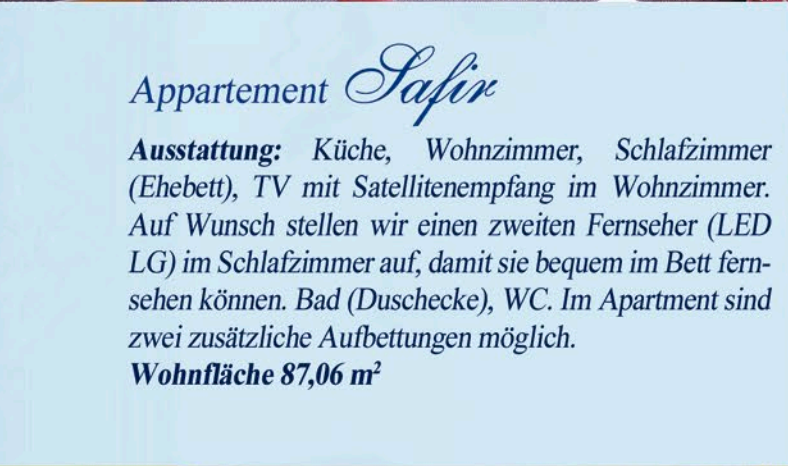 Appartement Safir
Ausstattung: Küche, Wohnzimmer, Schlafzimmer
(Ehebett), TV mit Satellitenempfang im Wohnzimmer.
Auf Wunsch stellen wir einen zweiten Fernseher (LED
LG) im Schlafzimmer auf, damit sie bequem im Bett fern-
sehen können. Bad (Duschecke), WC. Im Apartment sind
zwei zusätzliche Aufbettungen möglich.
Wohnfläche 87,06 m²